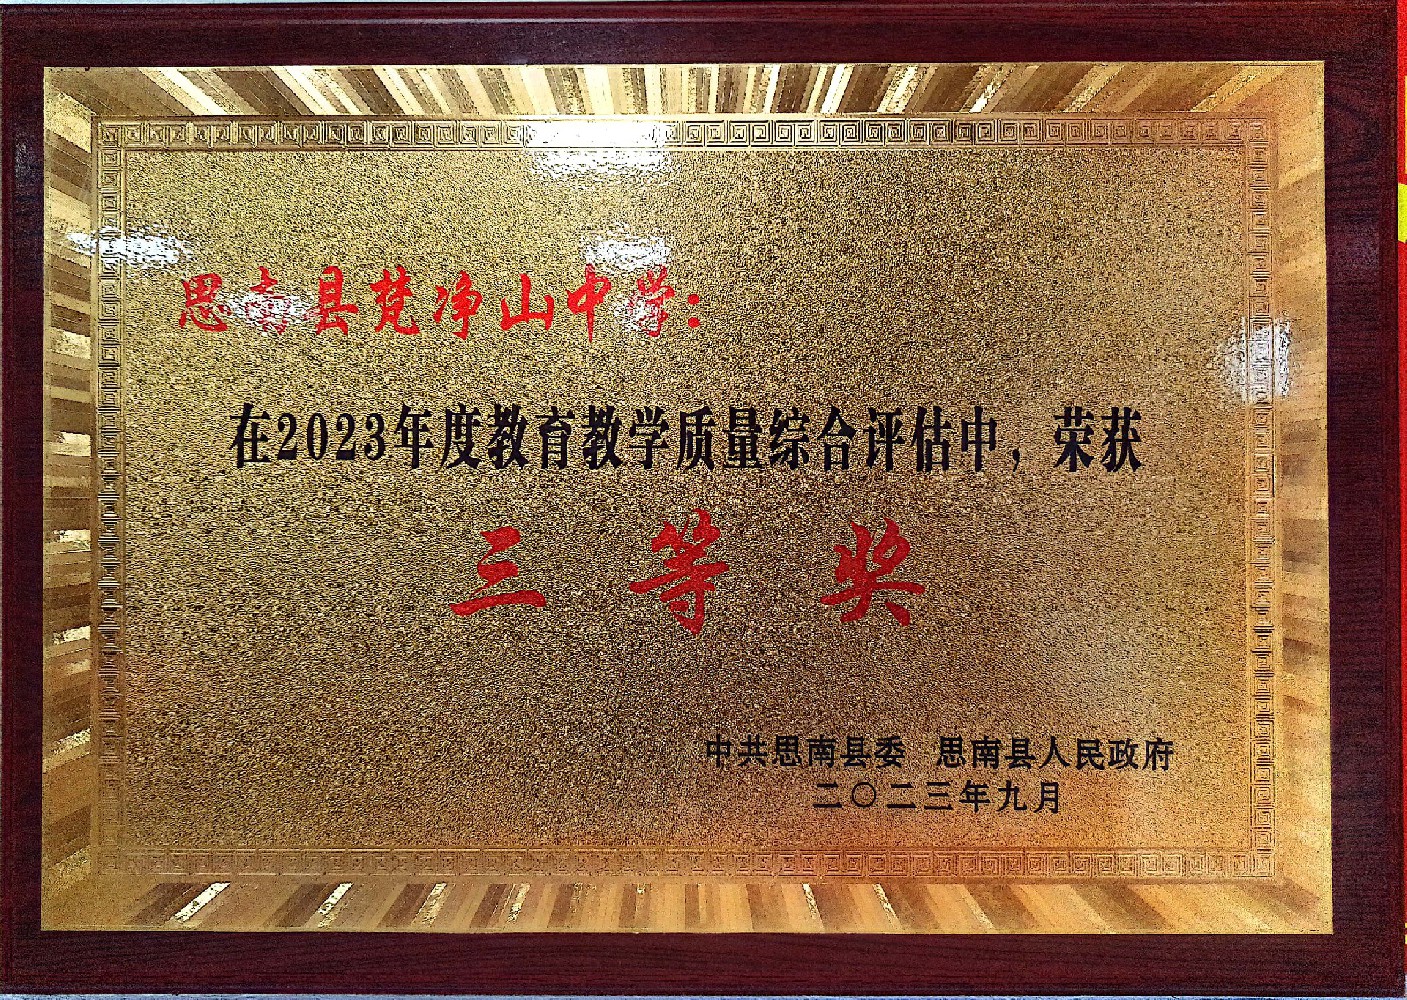 思南县梵净山中学:
在2023年度教育教学质量综合评估中，荣获
三等奖
中共思南县委 思南县人民政府
二〇二三年九月